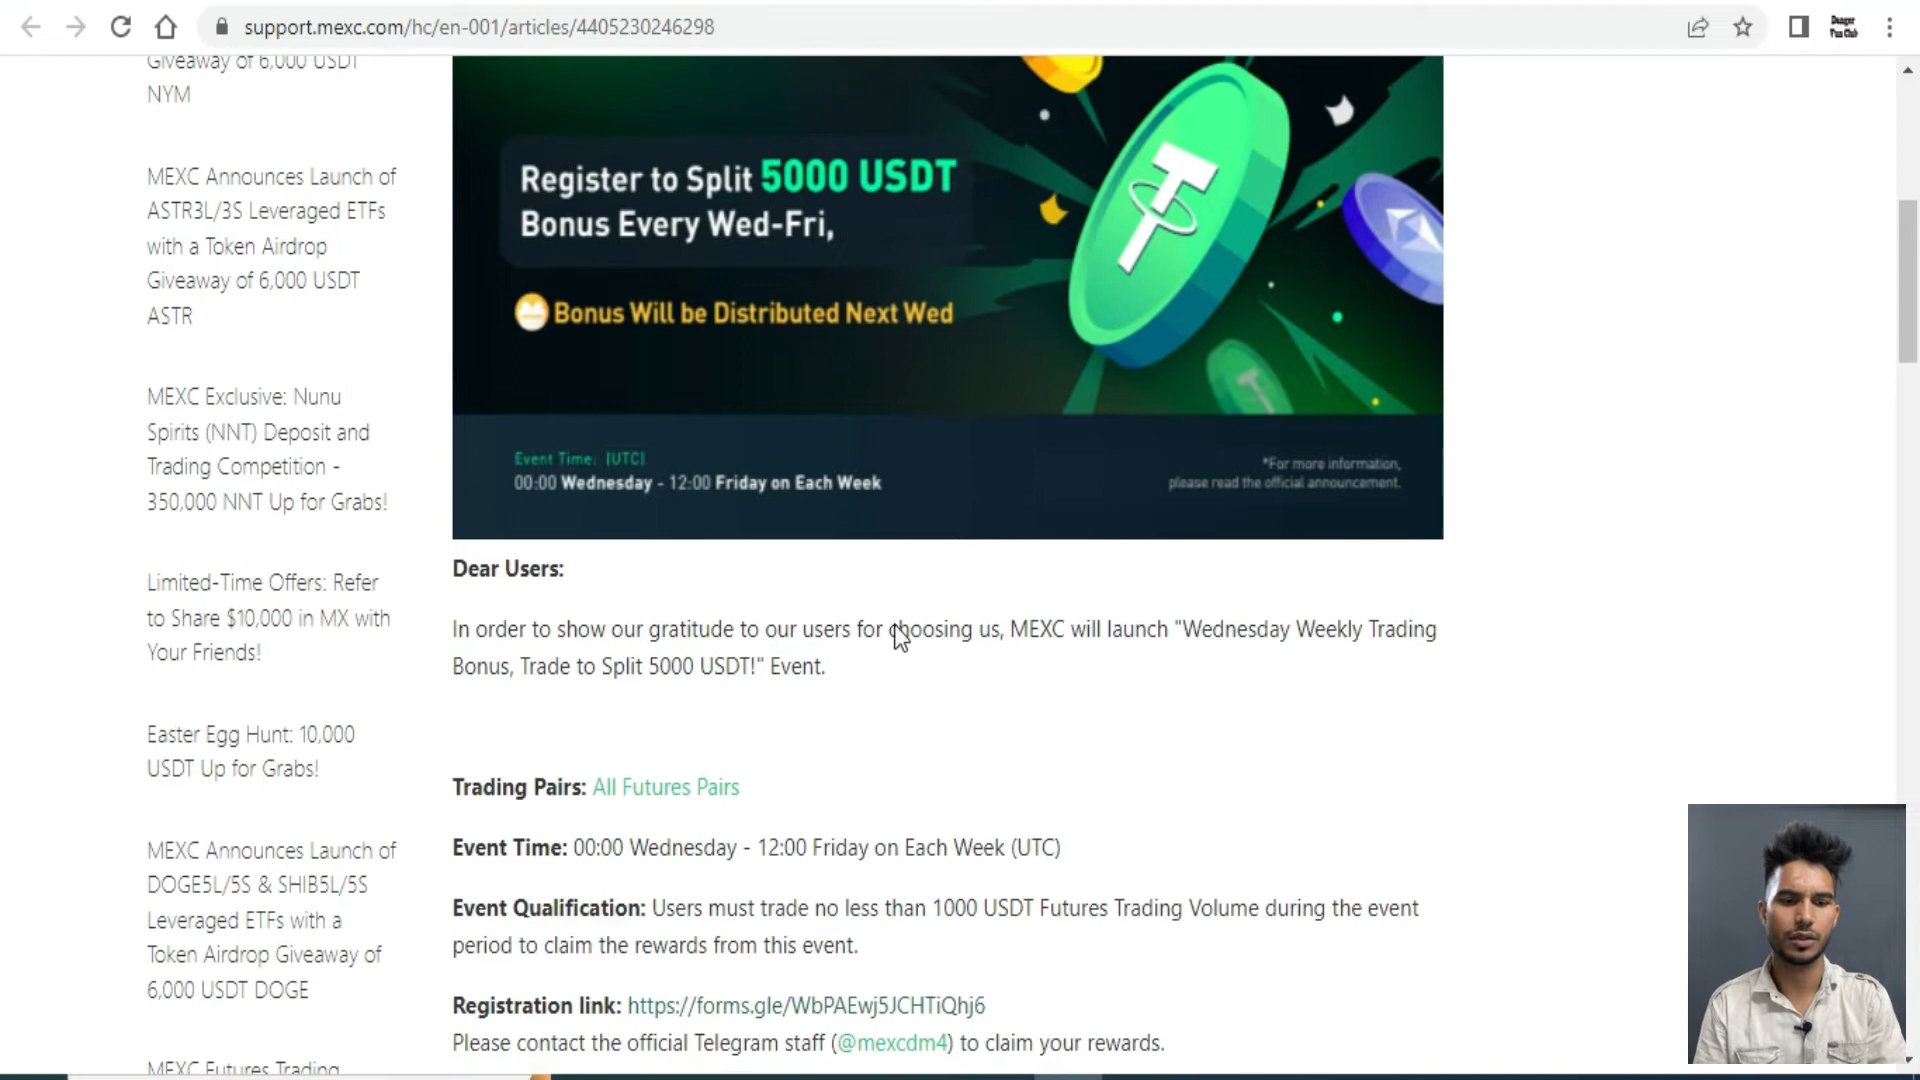 support.mexc.com/hc/en-001/articles/4405230246298
Danger
Fun Club
Giveaway of 6,000 USDT
NYM
MEXC Announces Launch of
ASTR3L/3S Leveraged ETFs
with a Token Airdrop
Giveaway of 6,000 USDT
ASTR
MEXC Exclusive: Nunu
Spirits (NNT) Deposit and
Trading Competition -
350,000 NNT Up for Grabs!
Limited-Time Offers: Refer
to Share $10,000 in MX with
Your Friends!
Easter Egg Hunt: 10,000
USDT Up for Grabs!
MEXC Announces Launch of
DOGE5L/5S & SHIB5L/5S
Leveraged ETFs with a
Token Airdrop Giveaway of
6,000 USDT DOGE
MEXC Futures Trading
Register to Split 5000 USDT
Bonus Every Wed-Fri,
Bonus Will be Distributed Next Wed
Event Time: (UTC)
00:00 Wednesday - 12:00 Friday on Each Week
*For more information,
please read the official announcement.
Dear Users:
In order to show our gratitude to our users for choosing us, MEXC will launch "Wednesday Weekly Trading
Bonus, Trade to Split 5000 USDT!" Event.
Trading Pairs: All Futures Pairs
Event Time: 00:00 Wednesday - 12:00 Friday on Each Week (UTC)
Event Qualification: Users must trade no less than 1000 USDT Futures Trading Volume during the event
period to claim the rewards from this event.
Registration link: https://forms.gle/WbPAEwj5JCHTiQhj6
Please contact the official Telegram staff (@mexcdm4) to claim your rewards.